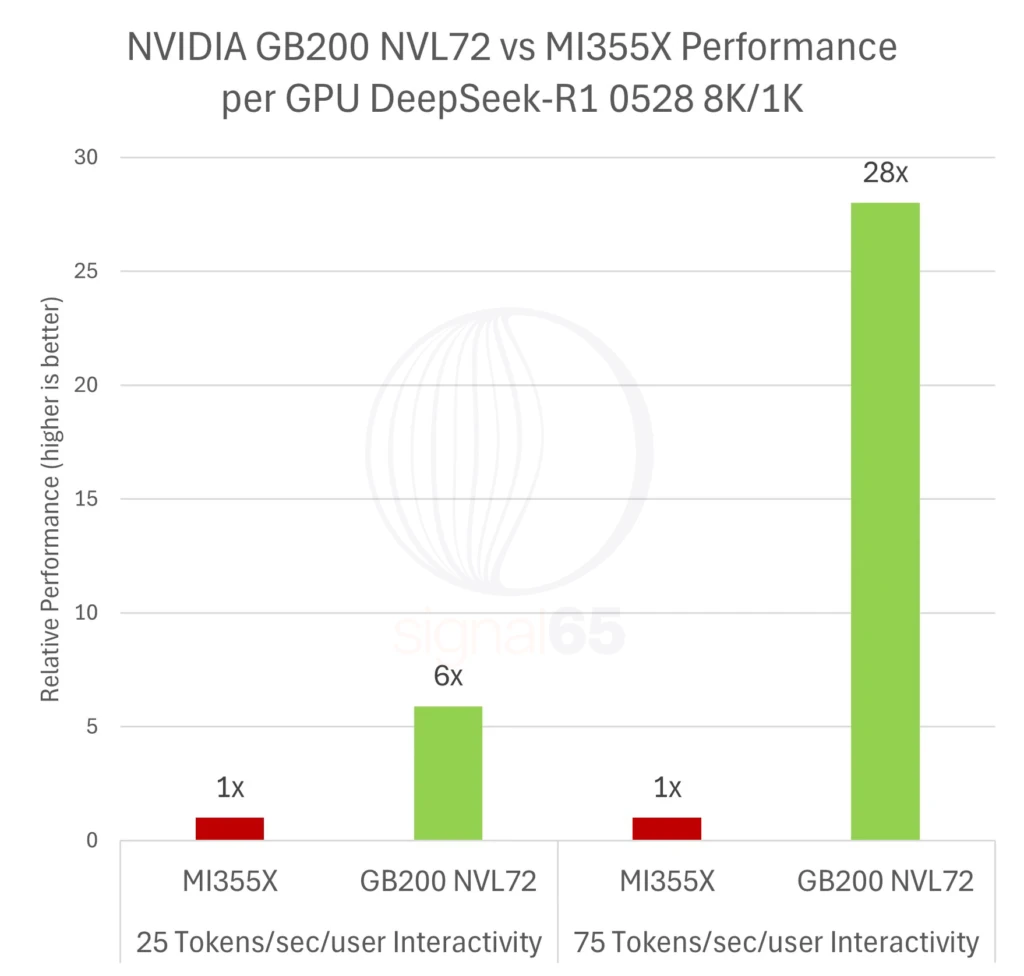 NVIDIA GB200 NVL72 vs MI355X Performance
per GPU DeepSeek-R1 0528 8K/1K
Relative Performance (higher is better)
30
25
20
15
10
5
0
1x
6x
1x
28x
signal65
MI355X
GB200 NVL72
MI355X
GB200 NVL72
25 Tokens/sec/user Interactivity
75 Tokens/sec/user Interactivity